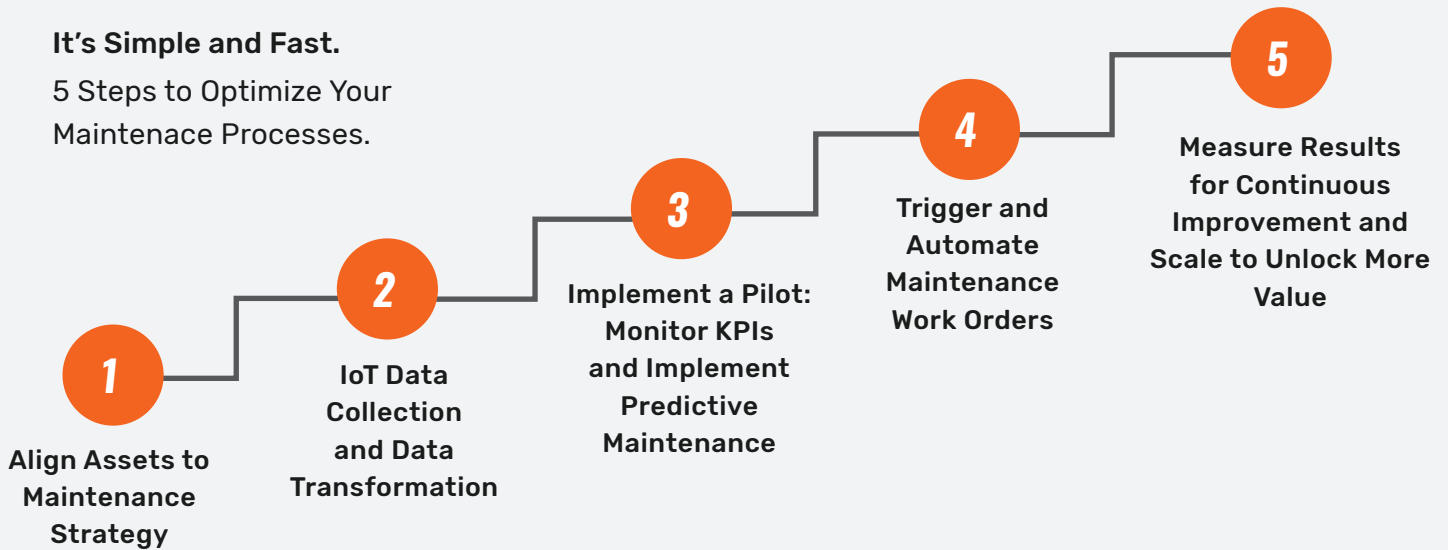 It's Simple and Fast.
5 Steps to Optimize Your
Maintenace Processes.
1
Align Assets to
Maintenance
Strategy
2
IoT Data
Collection
and Data
Transformation
3
Implement a Pilot:
Monitor KPIs
and Implement
Predictive
Maintenance
4
Trigger and
Automate
Maintenance
Work Orders
5
Measure Results
for Continuous
Improvement and
Scale to Unlock More
Value